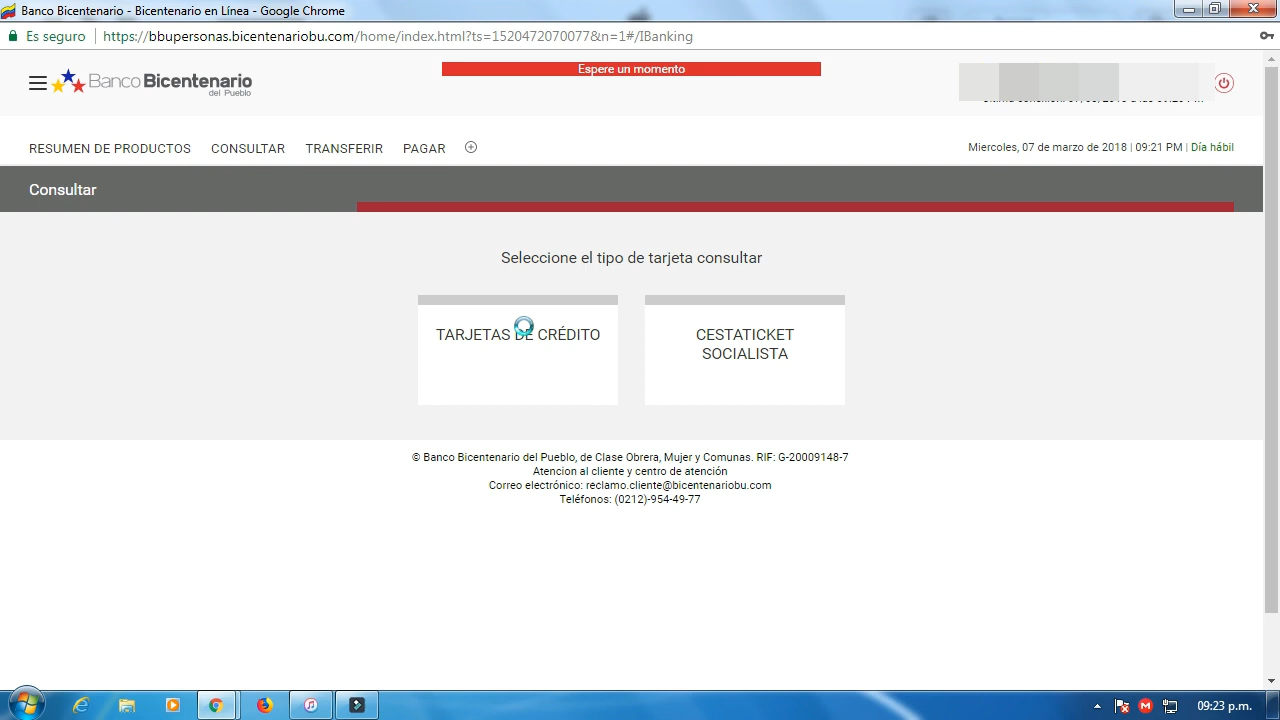 Banco Bicentenario - Bicentenario en Línea - Google Chrome
Es seguro | https://bbupersonas.bicentenariobu.com/home/index.html?ts=1520472070077&n=1#/IBanking
Espere un momento
Banco Bicentenario
del Pueblo
RESUMEN DE PRODUCTOS CONSULTAR TRANSFERIR PAGAR
Miercoles, 07 de marzo de 2018 | 09:21 PM | Día hábil
Consultar
Seleccione el tipo de tarjeta consultar
TARJETAS DE CRÉDITO
CESTATICKET
SOCIALISTA
© Banco Bicentenario del Pueblo, de Clase Obrera, Mujer y Comunas. RIF: G-20009148-7
Atencion al cliente y centro de atención
Correo electrónico: reclamo.cliente@bicentenariobu.com
Teléfonos: (0212)-954-49-77
09:23 p.m.